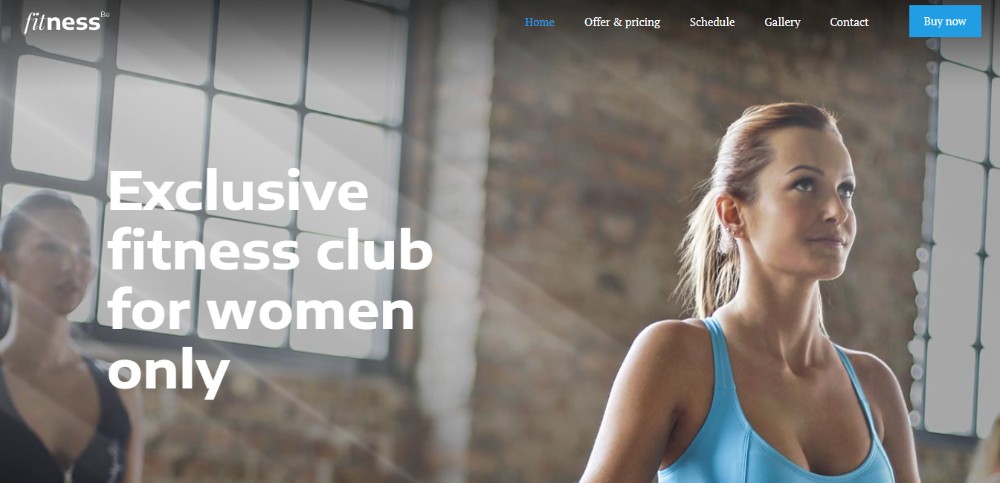 fitness Be
Home
Offer & pricing
Schedule
Gallery
Contact
Buy now
Exclusive
fitness club
for women
only